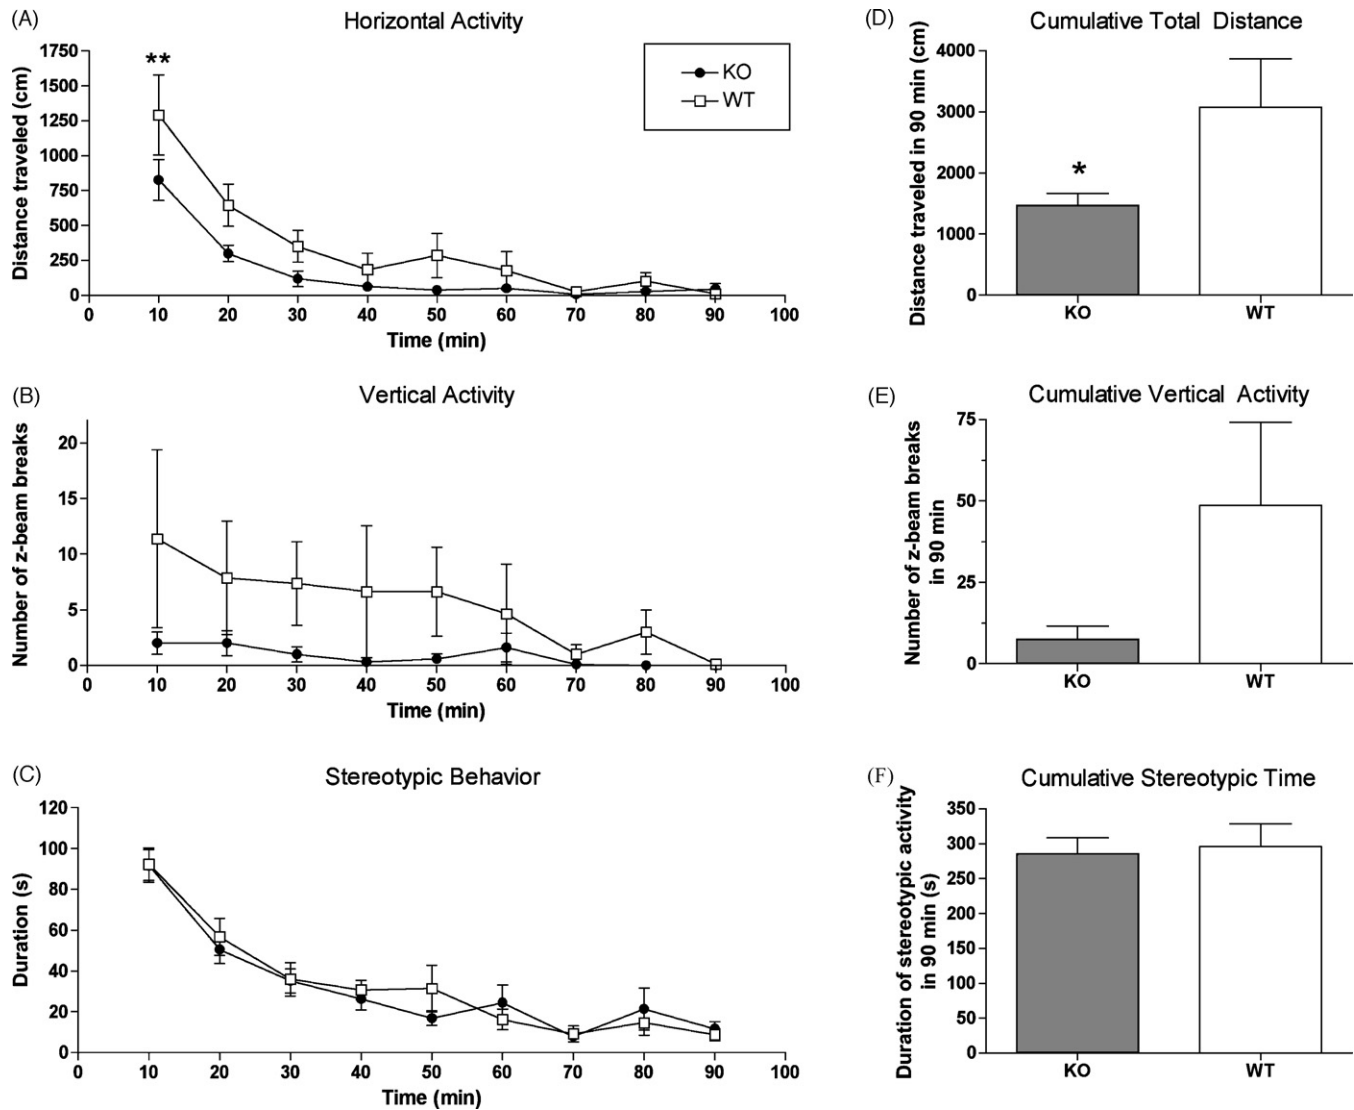 (A)
Horizontal Activity
Distance traveled (cm)
1750
1500
1250
1000
750
500
250
0
**
KO
WT
0 10 20 30 40 50 60 70 80 90 100
Time (min)
(D)
Cumulative Total Distance
Distance traveled in 90 min (cm)
4000
3000
2000
1000
0
*
KO WT
(B)
Vertical Activity
Number of z-beam breaks
20
15
10
5
0
0 10 20 30 40 50 60 70 80 90 100
Time (min)
(E)
Cumulative Vertical Activity
Number of z-beam breaks
in 90 min
75
50
25
0
KO WT
(C)
Stereotypic Behavior
Duration (s)
120
100
80
60
40
20
0
0 10 20 30 40 50 60 70 80 90 100
Time (min)
(F)
Cumulative Stereotypic Time
Duration of stereotypic activity
in 90 min (s)
350
300
250
200
150
100
50
0
KO WT